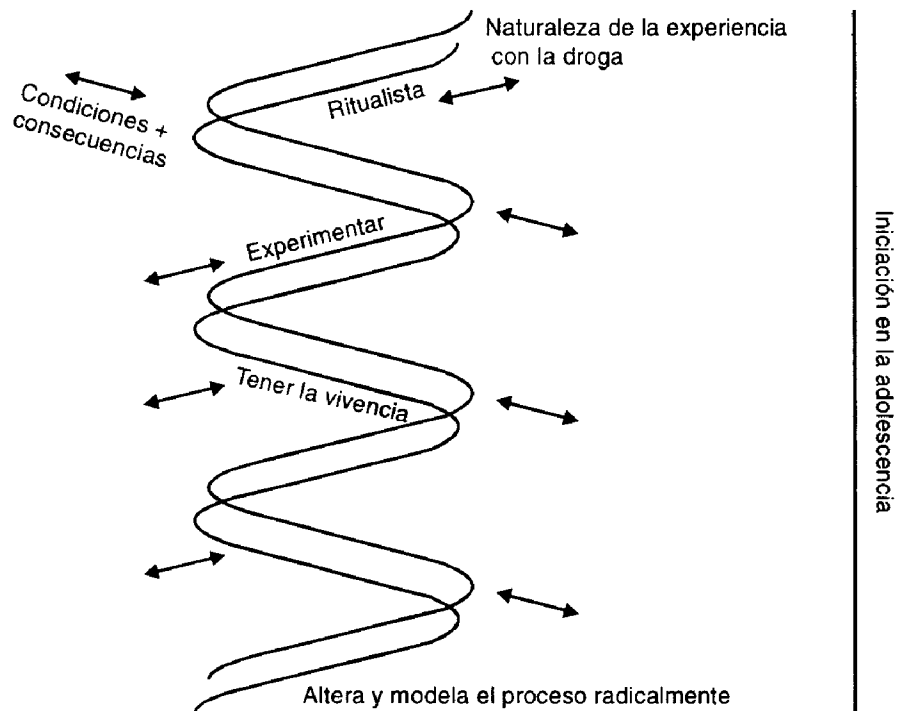 Naturaleza de la experiencia
con la droga
Condiciones +
consecuencias
Ritualista
Experimentar
Tener la vivencia
Altera y modela el proceso radicalmente
Iniciación en la adolescencia